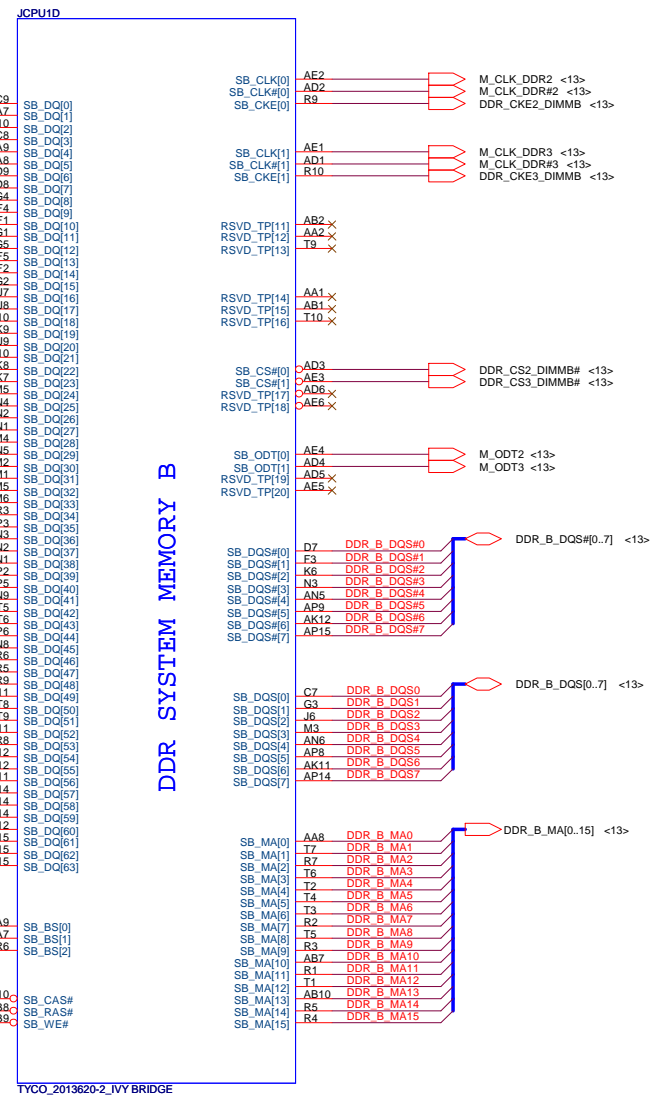 JCPU1D
SB_DQ[0]
SB_DQ[1]
SB_DQ[2]
SB_DQ[3]
SB_DQ[4]
SB_DQ[5]
SB_DQ[6]
SB_DQ[7]
SB_DQ[8]
SB_DQ[9]
SB_DQ[10]
SB_DQ[11]
SB_DQ[12]
SB_DQ[13]
SB_DQ[14]
SB_DQ[15]
SB_DQ[16]
SB_DQ[17]
SB_DQ[18]
SB_DQ[19]
SB_DQ[20]
SB_DQ[21]
SB_DQ[22]
SB_DQ[23]
SB_DQ[24]
SB_DQ[25]
SB_DQ[26]
SB_DQ[27]
SB_DQ[28]
SB_DQ[29]
SB_DQ[30]
SB_DQ[31]
SB_DQ[32]
SB_DQ[33]
SB_DQ[34]
SB_DQ[35]
SB_DQ[36]
SB_DQ[37]
SB_DQ[38]
SB_DQ[39]
SB_DQ[40]
SB_DQ[41]
SB_DQ[42]
SB_DQ[43]
SB_DQ[44]
SB_DQ[45]
SB_DQ[46]
SB_DQ[47]
SB_DQ[48]
SB_DQ[49]
SB_DQ[50]
SB_DQ[51]
SB_DQ[52]
SB_DQ[53]
SB_DQ[54]
SB_DQ[55]
SB_DQ[56]
SB_DQ[57]
SB_DQ[58]
SB_DQ[59]
SB_DQ[60]
SB_DQ[61]
SB_DQ[62]
SB_DQ[63]
SB_BS[0]
SB_BS[1]
SB_BS[2]
SB_CAS#
SB_RAS#
SB_WE#
DDR SYSTEM MEMORY B
SB_CLK[0] AE2 M_CLK_DDR2 <13>
SB_CLK#[0] AD2 M_CLK_DDR#2 <13>
SB_CKE[0] R9 DDR_CKE2_DIMMB <13>
SB_CLK[1] AE1 M_CLK_DDR3 <13>
SB_CLK#[1] AD1 M_CLK_DDR#3 <13>
SB_CKE[1] R10 DDR_CKE3_DIMMB <13>
RSVD_TP[11] AB2
RSVD_TP[12] AA2
RSVD_TP[13] T9
RSVD_TP[14] AA1
RSVD_TP[15] AB1
RSVD_TP[16] T10
SB_CS#[0] AD3 DDR_CS2_DIMMB# <13>
SB_CS#[1] AE3 DDR_CS3_DIMMB# <13>
RSVD_TP[17] AD6
RSVD_TP[18] AE6
SB_ODT[0] AE4 M_ODT2 <13>
SB_ODT[1] AD4 M_ODT3 <13>
RSVD_TP[19] AD5
RSVD_TP[20] AE5
DDR_B_DQS#[0..7] <13>
SB_DQS#[0] D7 DDR_B_DQS#0
SB_DQS#[1] F3 DDR_B_DQS#1
SB_DQS#[2] K6 DDR_B_DQS#2
SB_DQS#[3] N3 DDR_B_DQS#3
SB_DQS#[4] AN5 DDR_B_DQS#4
SB_DQS#[5] AP9 DDR_B_DQS#5
SB_DQS#[6] AK12 DDR_B_DQS#6
SB_DQS#[7] AP15 DDR_B_DQS#7
DDR_B_DQS[0..7] <13>
SB_DQS[0] C7 DDR_B_DQS0
SB_DQS[1] G3 DDR_B_DQS1
SB_DQS[2] J6 DDR_B_DQS2
SB_DQS[3] M3 DDR_B_DQS3
SB_DQS[4] AN6 DDR_B_DQS4
SB_DQS[5] AP8 DDR_B_DQS5
SB_DQS[6] AK11 DDR_B_DQS6
SB_DQS[7] AP14 DDR_B_DQS7
DDR_B_MA[0..15] <13>
SB_MA[0] AA8 DDR_B_MA0
SB_MA[1] T7 DDR_B_MA1
SB_MA[2] R7 DDR_B_MA2
SB_MA[3] T6 DDR_B_MA3
SB_MA[4] T2 DDR_B_MA4
SB_MA[5] T4 DDR_B_MA5
SB_MA[6] T3 DDR_B_MA6
SB_MA[7] R2 DDR_B_MA7
SB_MA[8] T5 DDR_B_MA8
SB_MA[9] R3 DDR_B_MA9
SB_MA[10] AB7 DDR_B_MA10
SB_MA[11] R1 DDR_B_MA11
SB_MA[12] T1 DDR_B_MA12
SB_MA[13] AB10 DDR_B_MA13
SB_MA[14] R5 DDR_B_MA14
SB_MA[15] R4 DDR_B_MA15
TYCO_2013620-2_IVY BRIDGE